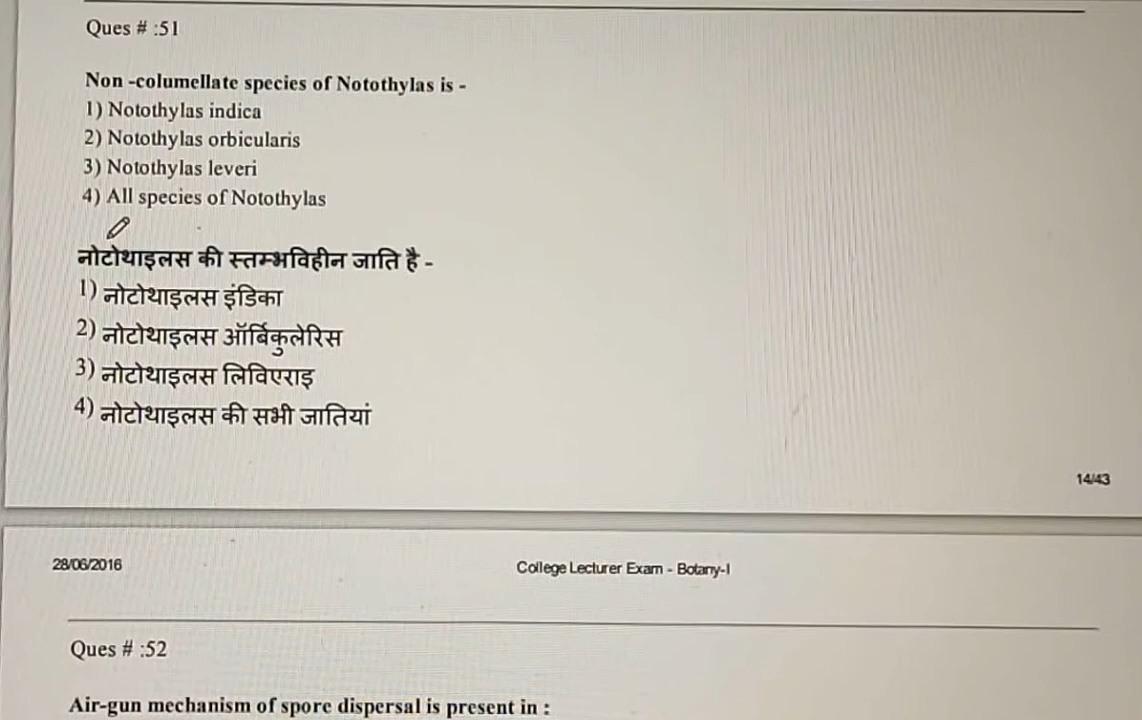 Ques # :51
Non -columellate species of Notothylas is -
1) Notothylas indica
2) Notothylas orbicularis
3) Notothylas leveri
4) All species of Notothylas
नोटोथाइलस की स्तम्भविहीन जाति है -
1) नोटोथाइलस इंडिका
2) नोटोथाइलस ऑर्बिकुलेरिस
3) नोटोथाइलस लिविएराइ
4) नोटोथाइलस की सभी जातियां
14/43
28/06/2016 College Lecturer Exam - Botany-I
Ques # :52
Air-gun mechanism of spore dispersal is present in :